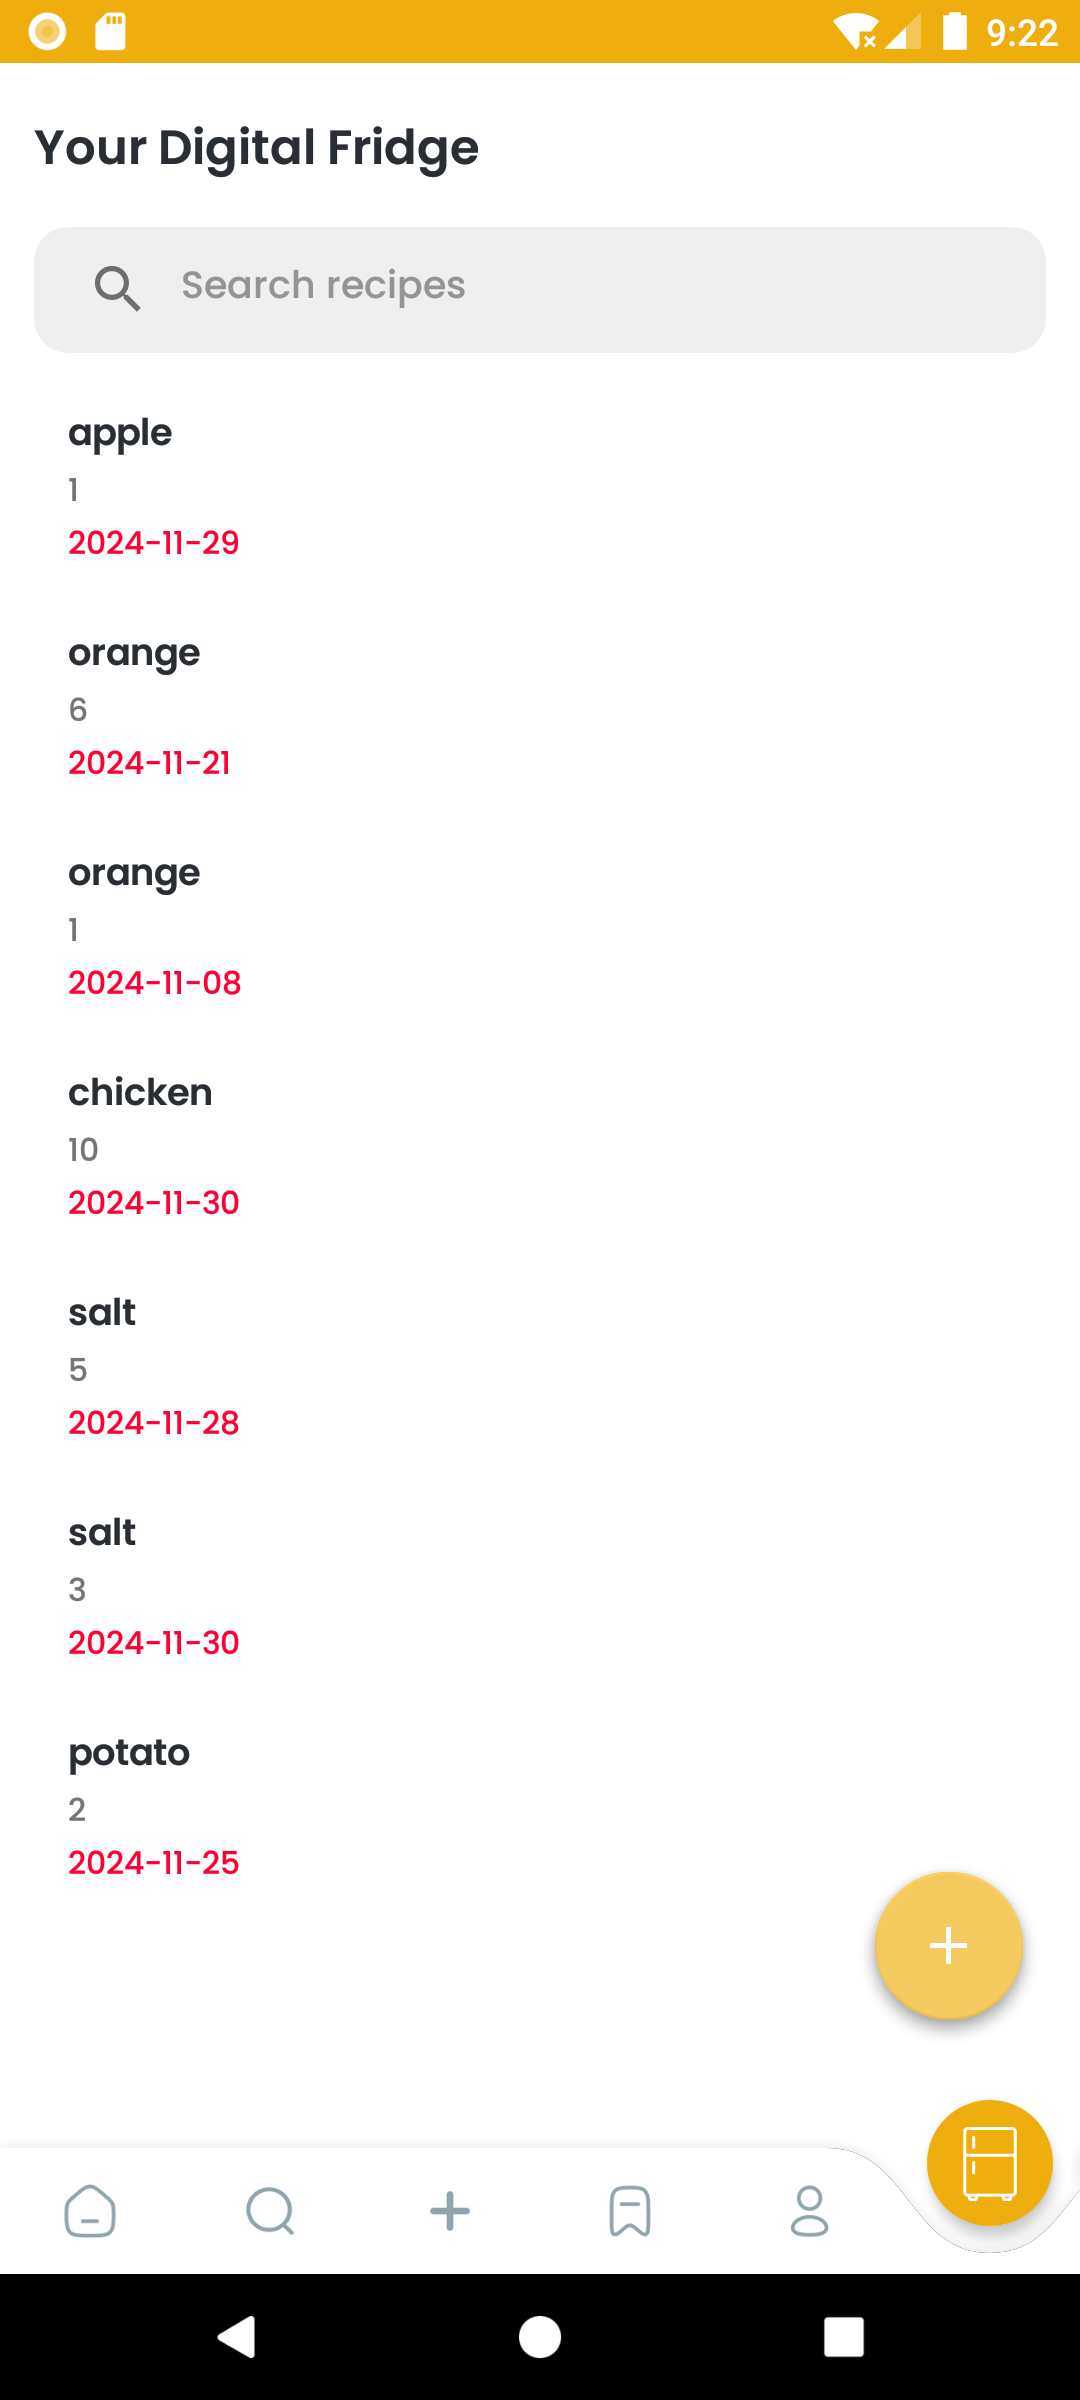 9:22
Your Digital Fridge
Search recipes
apple
1
2024-11-29
orange
6
2024-11-21
orange
1
2024-11-08
chicken
10
2024-11-30
salt
5
2024-11-28
salt
3
2024-11-30
potato
2
2024-11-25